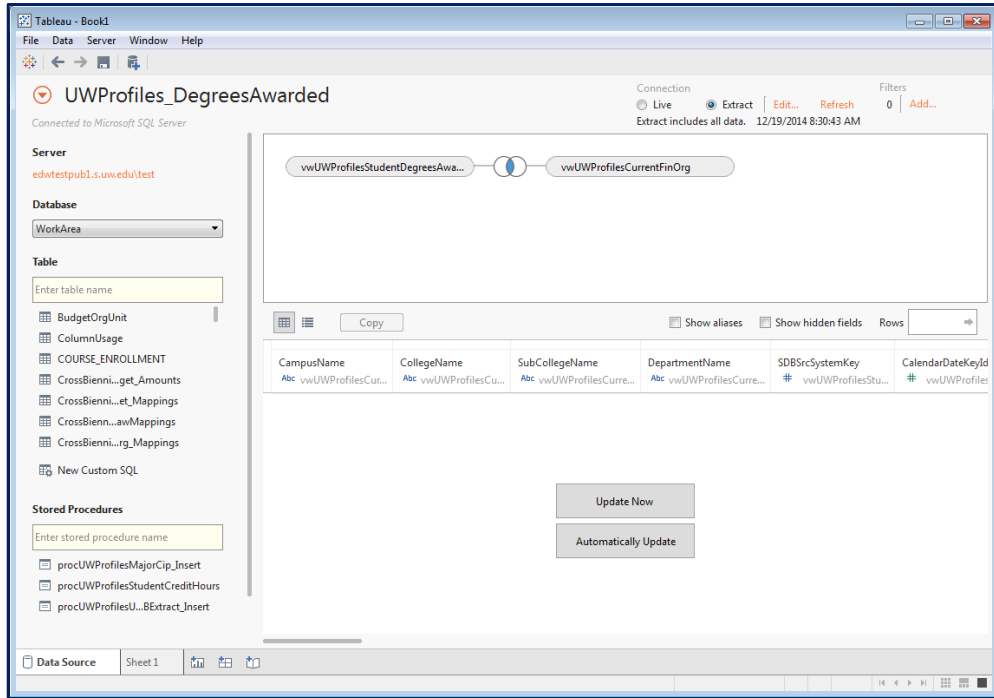 Tableau - Book1
File Data Server Window Help
UWProfiles_DegreesAwarded
Connected to Microsoft SQL Server
Connection
Live Extract Edit... Refresh
Extract includes all data. 12/19/2014 8:30:43 AM
Filters
0 Add...
Server
edwtestpub1.s.uw.edu\test
Database
WorkArea
Table
Enter table name
BudgetOrgUnit
ColumnUsage
COURSE_ENROLLMENT
CrossBienni...get_Amounts
CrossBienni...et_Mappings
CrossBienn...awMappings
CrossBienni...rg_Mappings
New Custom SQL
Stored Procedures
Enter stored procedure name
procUWProfilesMajorCip_Insert
procUWProfilesStudentCreditHours
procUWProfilesU...BExtract_Insert
vwUWProfilesStudentDegreesAwa... vwUWProfilesCurrentFinOrg
Copy Show aliases Show hidden fields Rows
CampusName CollegeName SubCollegeName DepartmentName SDBSrcSystemKey CalendarDateKeyId
Abc vwUWProfilesCur... Abc vwUWProfilesCu... Abc vwUWProfilesCurre... Abc vwUWProfilesCurre... # vwUWProfilesStu... # vwUWProfiles
Update Now
Automatically Update
Data Source Sheet 1